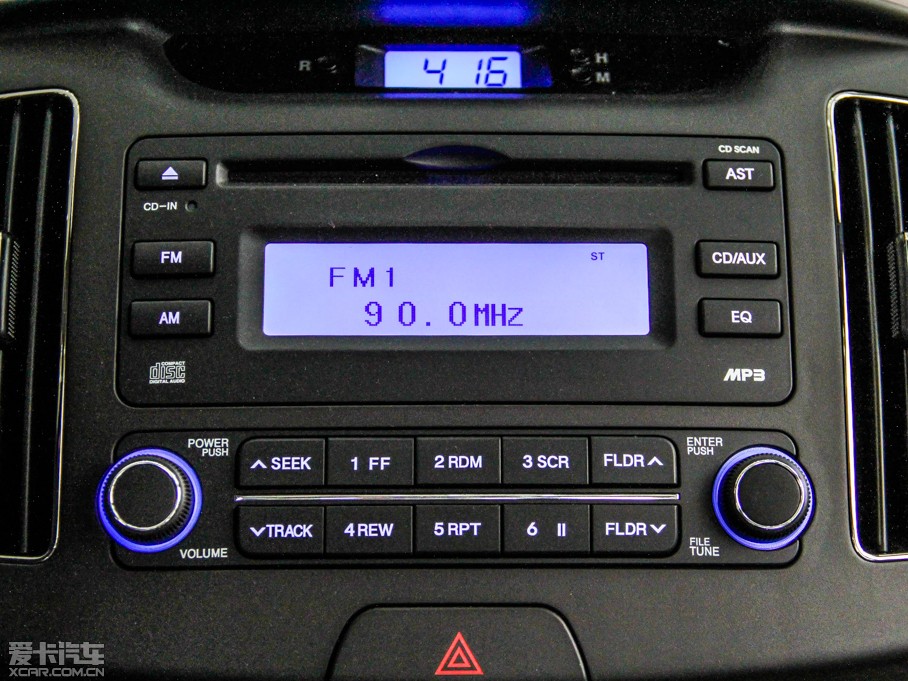 R
4 16
H
M
CD SCAN
AST
CD-IN
FM
ST
FM1
90.0MHz
CD/AUX
AM
EQ
COMPACT
disc
DIGITAL AUDIO
MP3
POWER
PUSH
VOLUME
SEEK
1 FF
2 RDM
3 SCR
FLDR
TRACK
4 REW
5 RPT
6 II
FLDR
ENTER
PUSH
FILE
TUNE
爱卡汽车
XCAR.COM.CN